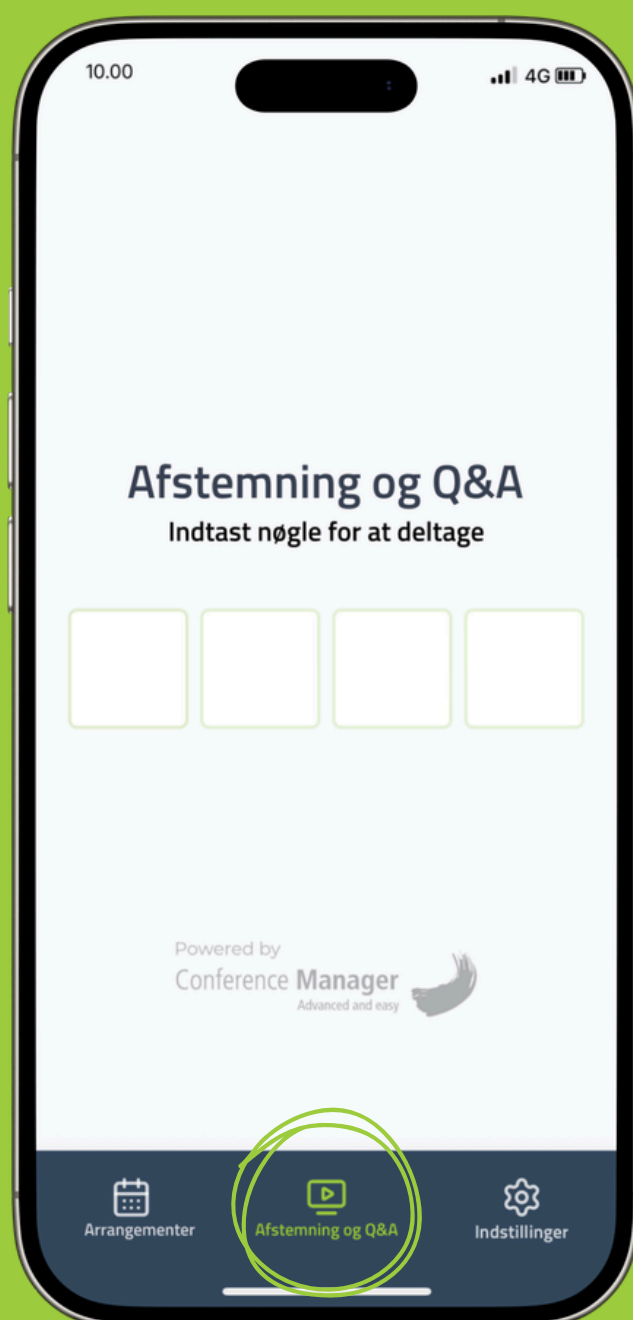 10.00
4G
Afstemning og Q&A
Indtast nøgle for at deltage
Powered by
Conference Manager
Advanced and easy
Arrangementer
Afstemning og Q&A
Indstillinger